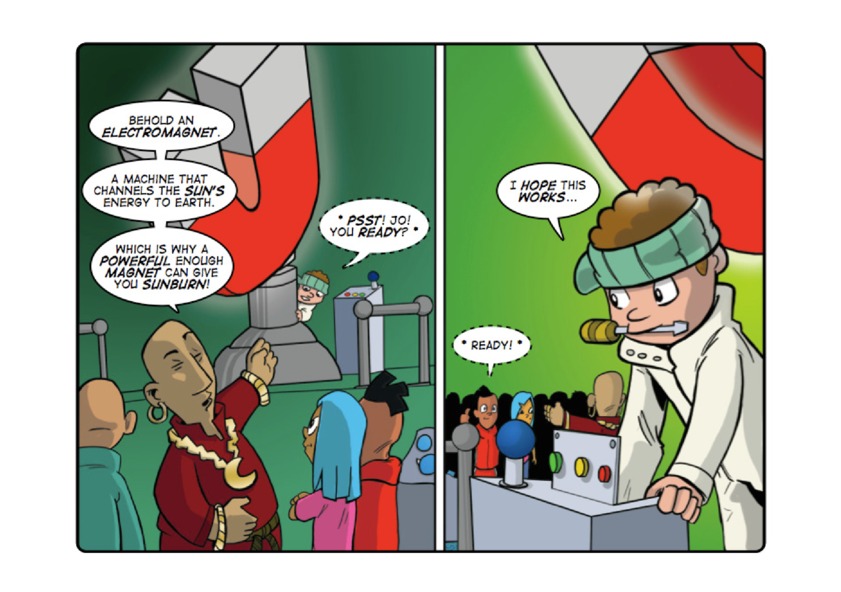 BEHOLD AN
ELECTROMAGNET.
A MACHINE THAT
CHANNELS THE SUN'S
ENERGY TO EARTH.
WHICH IS WHY A
POWERFUL ENOUGH
MAGNET CAN GIVE
YOU SUNBURN!
* PSST! JO!
YOU READY? *
I HOPE THIS
WORKS...
* READY! *